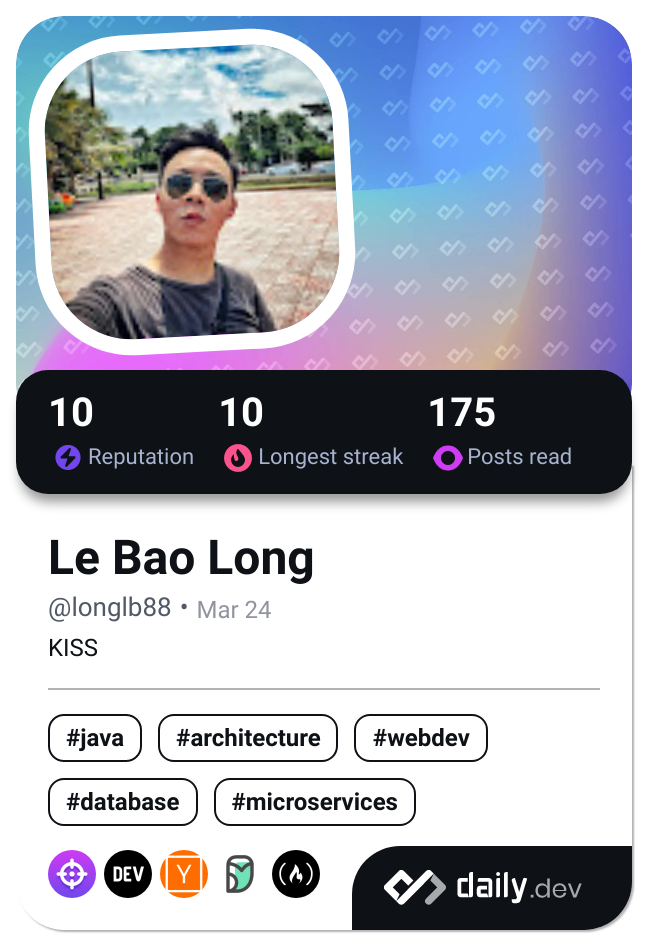 10 10 175
Reputation Longest streak Posts read
Le Bao Long
@longlb88 • Mar 24
KISS
#java #architecture #webdev
#database #microservices
DEV Y daily.dev